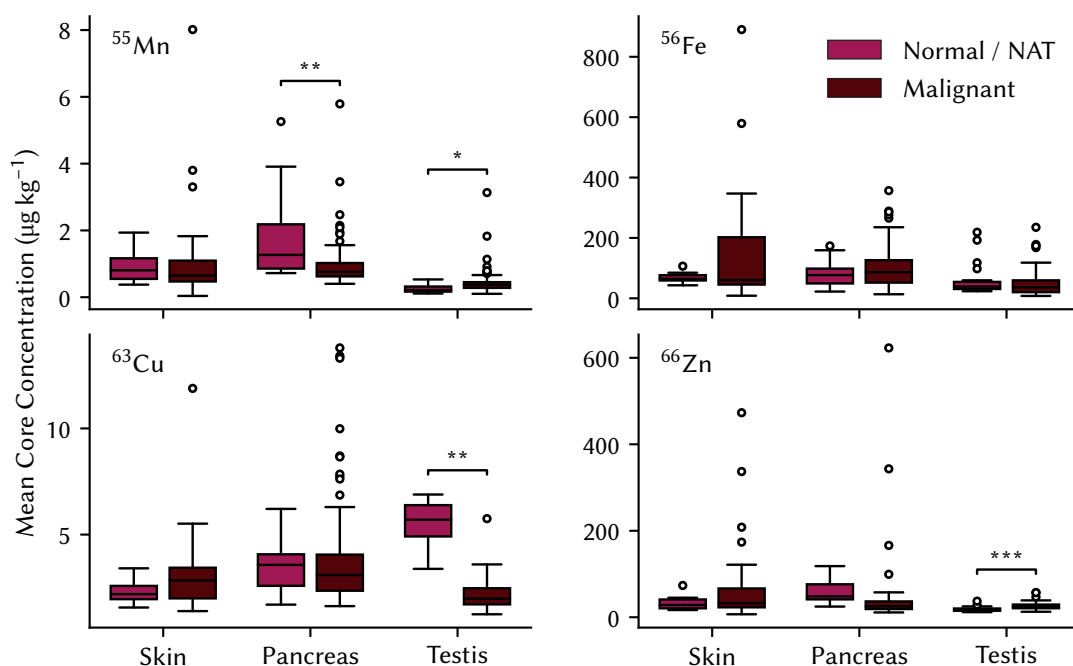 Mean Core Concentration (µg kg⁻¹)
⁵⁵Mn
8
6
4
2
0
**
*
⁵⁶Fe
800
600
400
200
0
Normal / NAT
Malignant
⁶³Cu
10
5
**
Skin Pancreas Testis
⁶⁶Zn
600
400
200
0
***
Skin Pancreas Testis